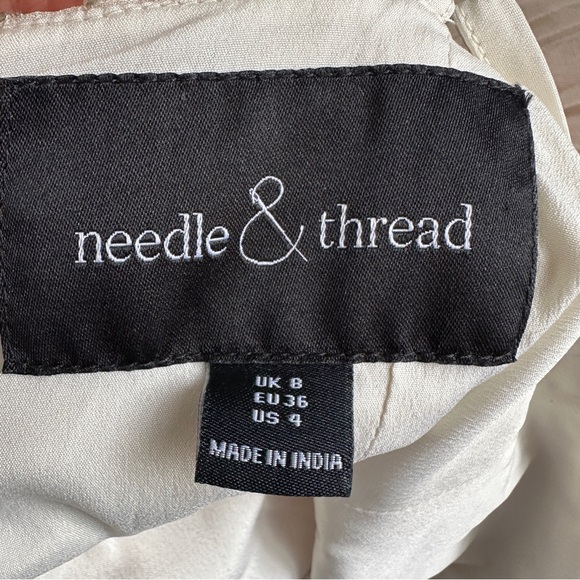 needle & thread
UK 8
EU 36
US 4
MADE IN INDIA